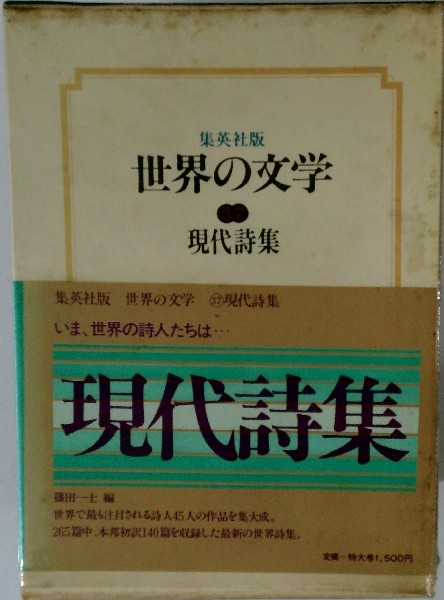 集英社版
世界の文学
37
現代詩集
集英社版 世界の文学 ㊲現代詩集
いま、世界の詩人たちは…
現代詩集
篠田一士 編
世界で最も注目される詩人45人の作品を集大成。
265篇中、本邦初訳140篇を収録した最新の世界詩集。
定価=特大巻1,500円